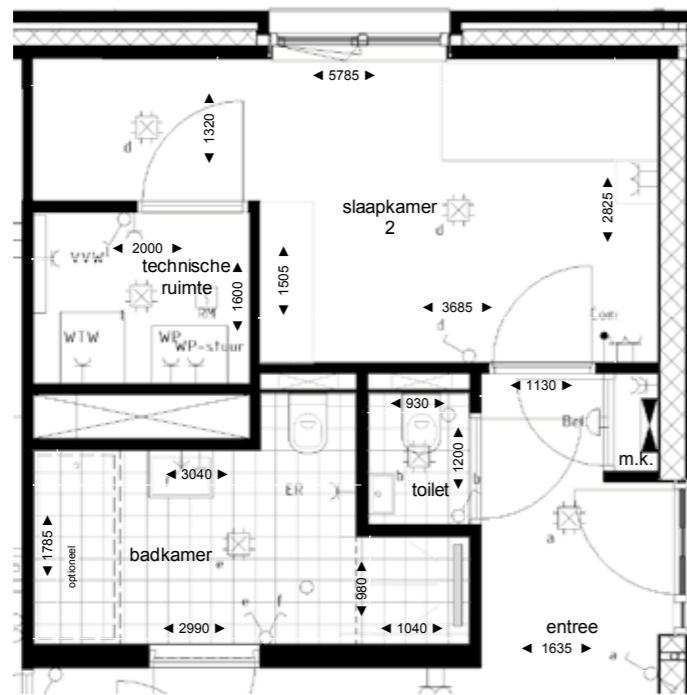 5785
1320
d
slaapkamer
2
d
2825
2000
VVW
technische
ruimte
1600
1505
RM
3685
d
Com
WTW
WP
WP-stuur
1130
930
Bel
1200
m.k.
h
toilet
b
3040
ER
1785
optioneel
badkamer
e
a
980
e
f
2990
1040
entree
1635
a